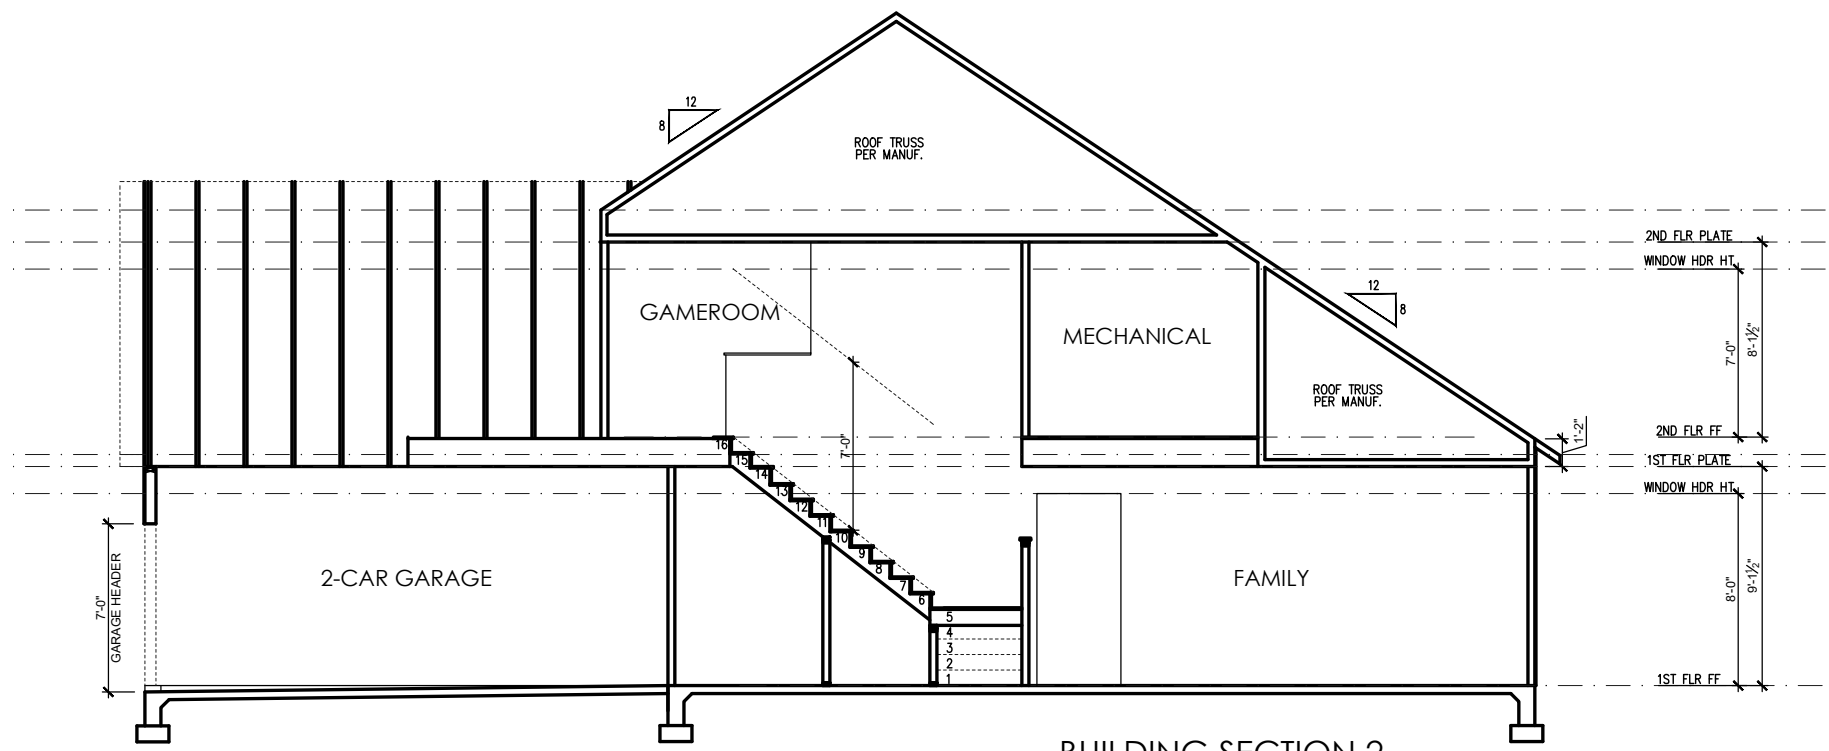 12
8
ROOF TRUSS
PER MANUF.
2ND FLR PLATE
WINDOW HDR HT.
12
8
GAMEROOM
MECHANICAL
7'-0"
8'-1½"
ROOF TRUSS
PER MANUF.
7'-0"
1'-2"
2ND FLR FF
1ST FLR PLATE
WINDOW HDR HT.
16
15
14
13
12
11
10
9
8
7
6
5
4
3
2
1
2-CAR GARAGE
FAMILY
7'-0"
GARAGE HEADER
8'-0"
9'-1½"
1ST FLR FF
BUILDING SECTION 2